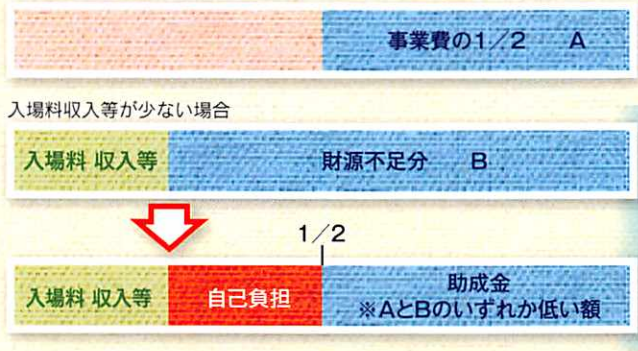 事業費の1/2 A
入場料収入等が少ない場合
入場料 収入等 財源不足分 B
1/2
入場料 収入等 自己負担 助成金
※AとBのいずれか低い額